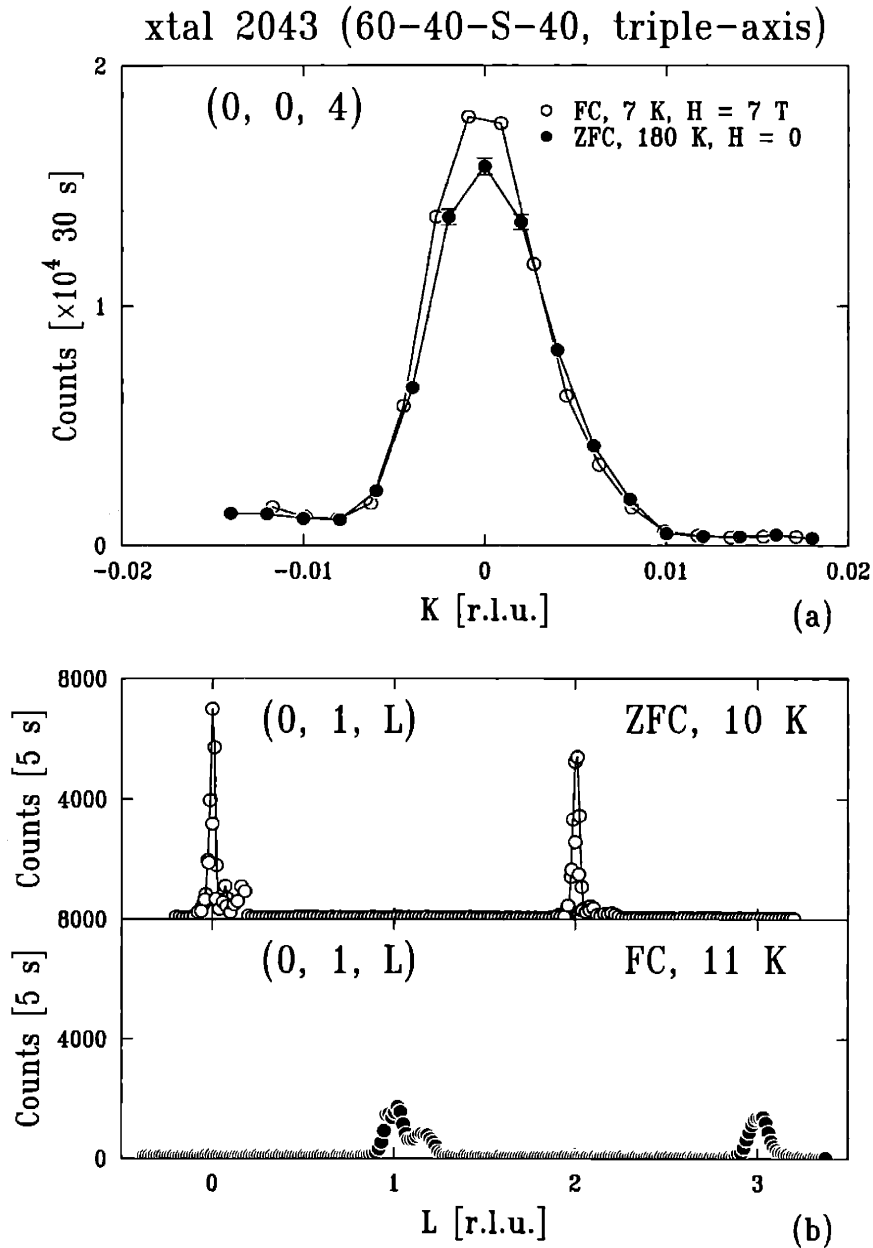 xtal 2043 (60-40-S-40, triple-axis)
(0, 0, 4)
FC, 7 K, H = 7 T
ZFC, 180 K, H = 0
Counts [×10⁴ 30 s]
2
1
0
-0.02 -0.01 0 0.01 0.02
K [r.l.u.]
(a)
8000
(0, 1, L) ZFC, 10 K
Counts [5 s]
4000
8000
(0, 1, L) FC, 11 K
Counts [5 s]
4000
0
0 1 2 3
L [r.l.u.]
(b)